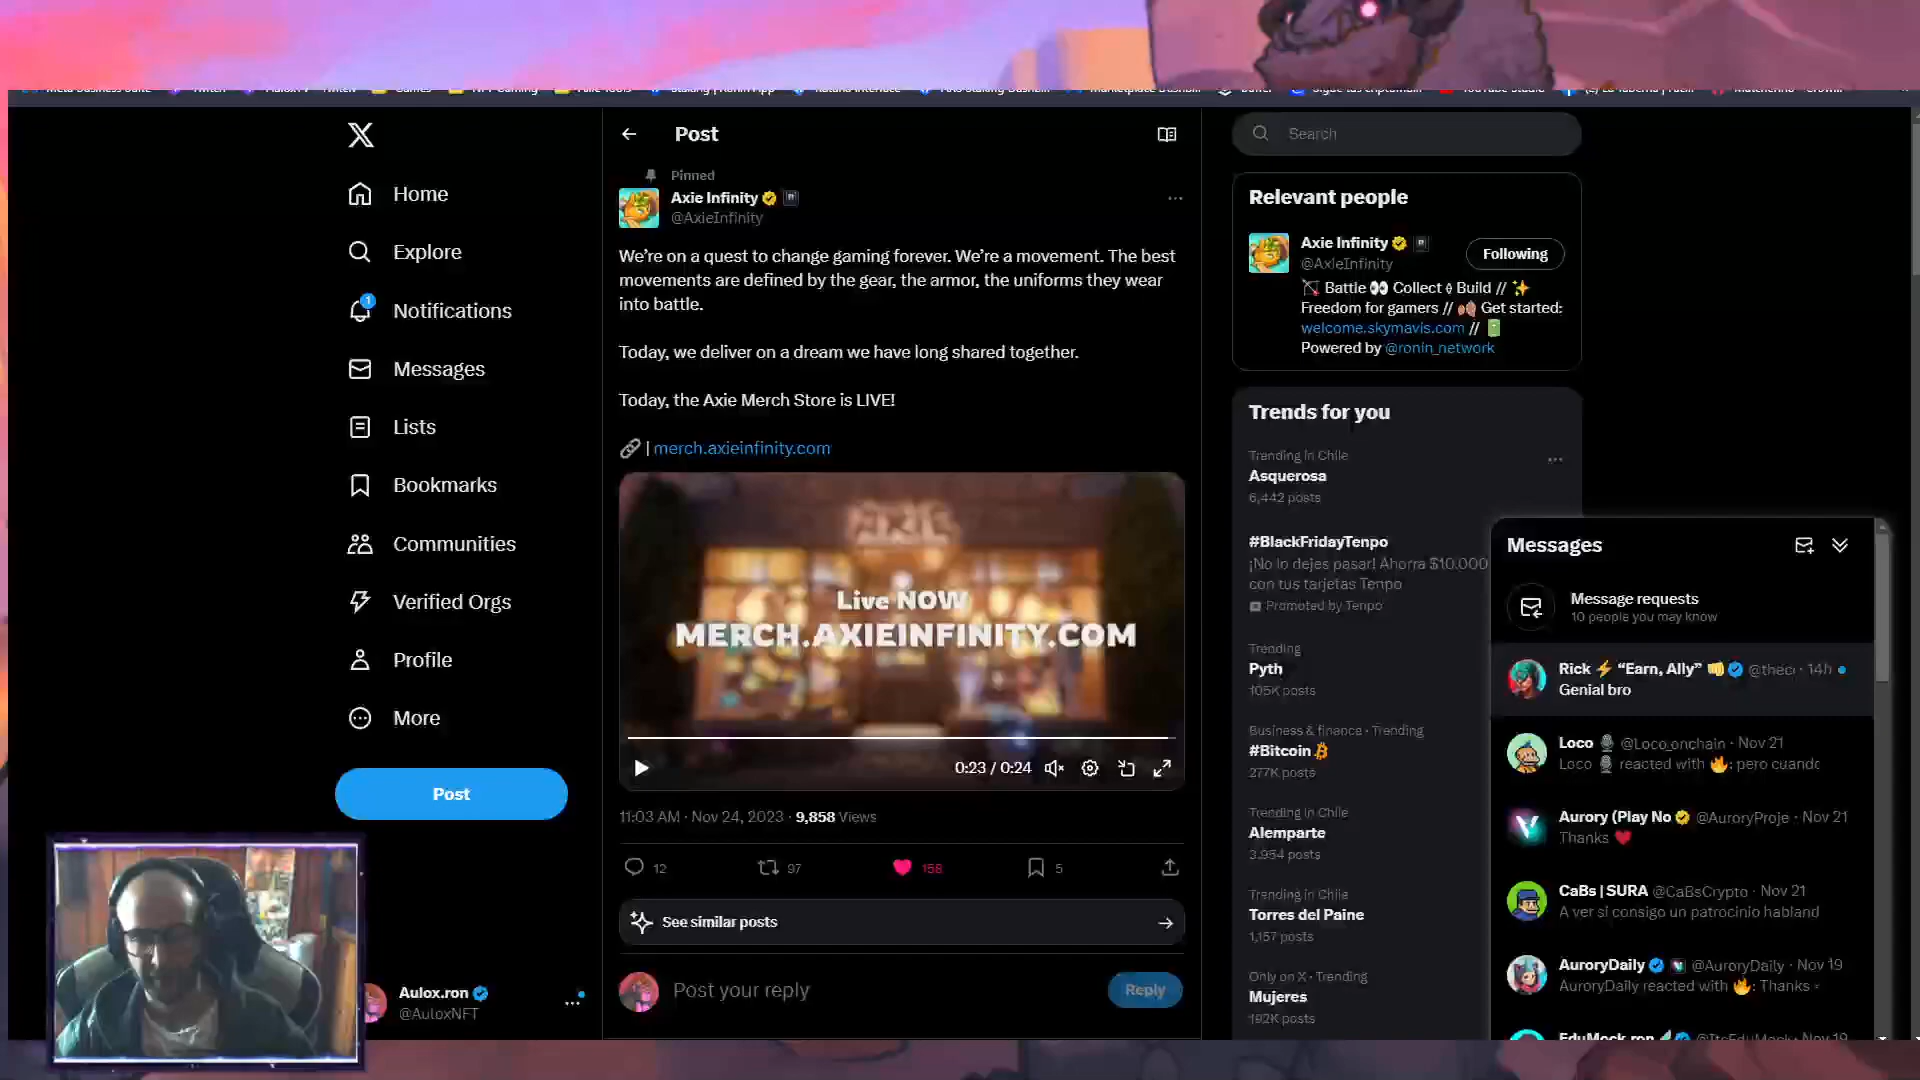 Home
Explore
1
Notifications
Messages
Lists
Bookmarks
Communities
Verified Orgs
Profile
More
Post
Aulox.ron
@AuloxNFT
Post
Pinned
Axie Infinity
@AxieInfinity
We're on a quest to change gaming forever. We're a movement. The best
movements are defined by the gear, the armor, the uniforms they wear
into battle.
Today, we deliver on a dream we have long shared together.
Today, the Axie Merch Store is LIVE!
| merch.axieinfinity.com
Live NOW
MERCH.AXIEINFINITY.COM
0:23 / 0:24
11:03 AM · Nov 24, 2023 · 9,858 Views
12
97
158
5
See similar posts
Post your reply
Reply
Search
Relevant people
Axie Infinity
@AxieInfinity
Following
Battle 👀 Collect ◊ Build // ✨
Freedom for gamers // Get started:
welcome.skymavis.com //
Powered by @ronin_network
Trends for you
Trending in Chile
Asquerosa
6,442 posts
#BlackFridayTenpo
¡No lo dejes pasar! Ahorra $10.000
con tus tarjetas Tenpo
Promoted by Tenpo
Trending
Pyth
105K posts
Business & finance · Trending
#Bitcoin
277K posts
Trending in Chile
Alemparte
3,954 posts
Trending in Chile
Torres del Paine
1,157 posts
Only on X · Trending
Mujeres
192K posts
Messages
Message requests
10 people you may know
Rick ⚡ “Earn, Ally” @theci · 14h
Genial bro
Loco @Loco_onchain · Nov 21
Loco reacted with 🔥: pero cuando
Aurory (Play No @AuroryProje · Nov 21
Thanks ❤️
CaBs | SURA @CaBsCrypto · Nov 21
A ver si consigo un patrocinio habland
AuroryDaily @AuroryDaily · Nov 19
AuroryDaily reacted with 🔥: Thanks